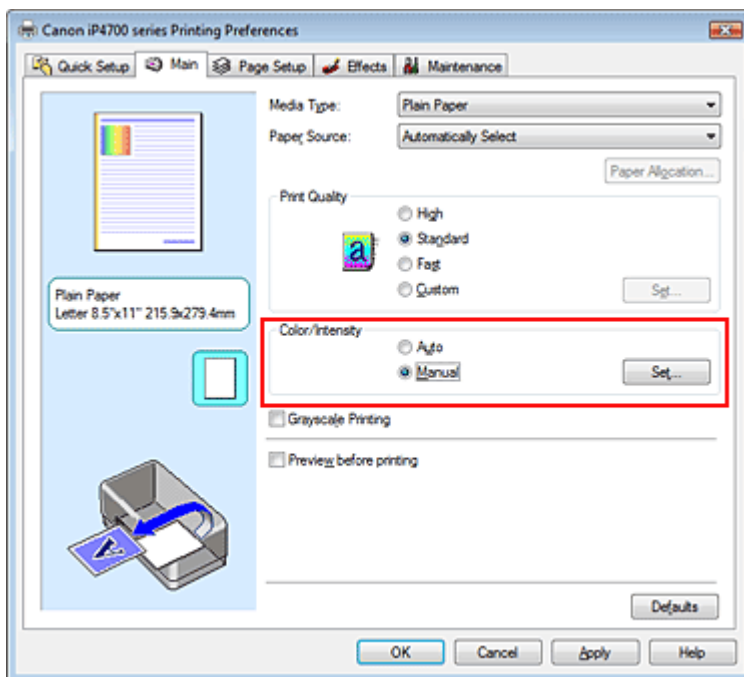 Canon iP4700 series Printing Preferences
Quick Setup Main Page Setup Effects Maintenance
Media Type: Plain Paper
Paper Source: Automatically Select
Paper Allocation...
Print Quality
High
a Standard
Fast
Custom Set...
Plain Paper
Letter 8.5"x11" 215.9x279.4mm
Color/Intensity
Auto
Manual Set...
Grayscale Printing
Preview before printing
A
Defaults
OK Cancel Apply Help